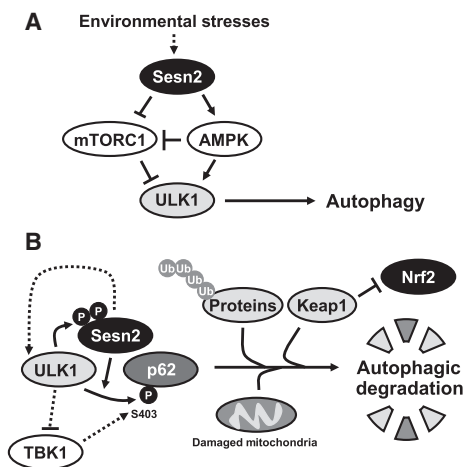 A
Environmental stresses
Sesn2
mTORC1
AMPK
ULK1
Autophagy
B
Ub Ub
Ub
Ub
Proteins
Keap1
Nrf2
P P
Sesn2
ULK1
p62
P
S403
TBK1
Autophagic
degradation
Damaged mitochondria